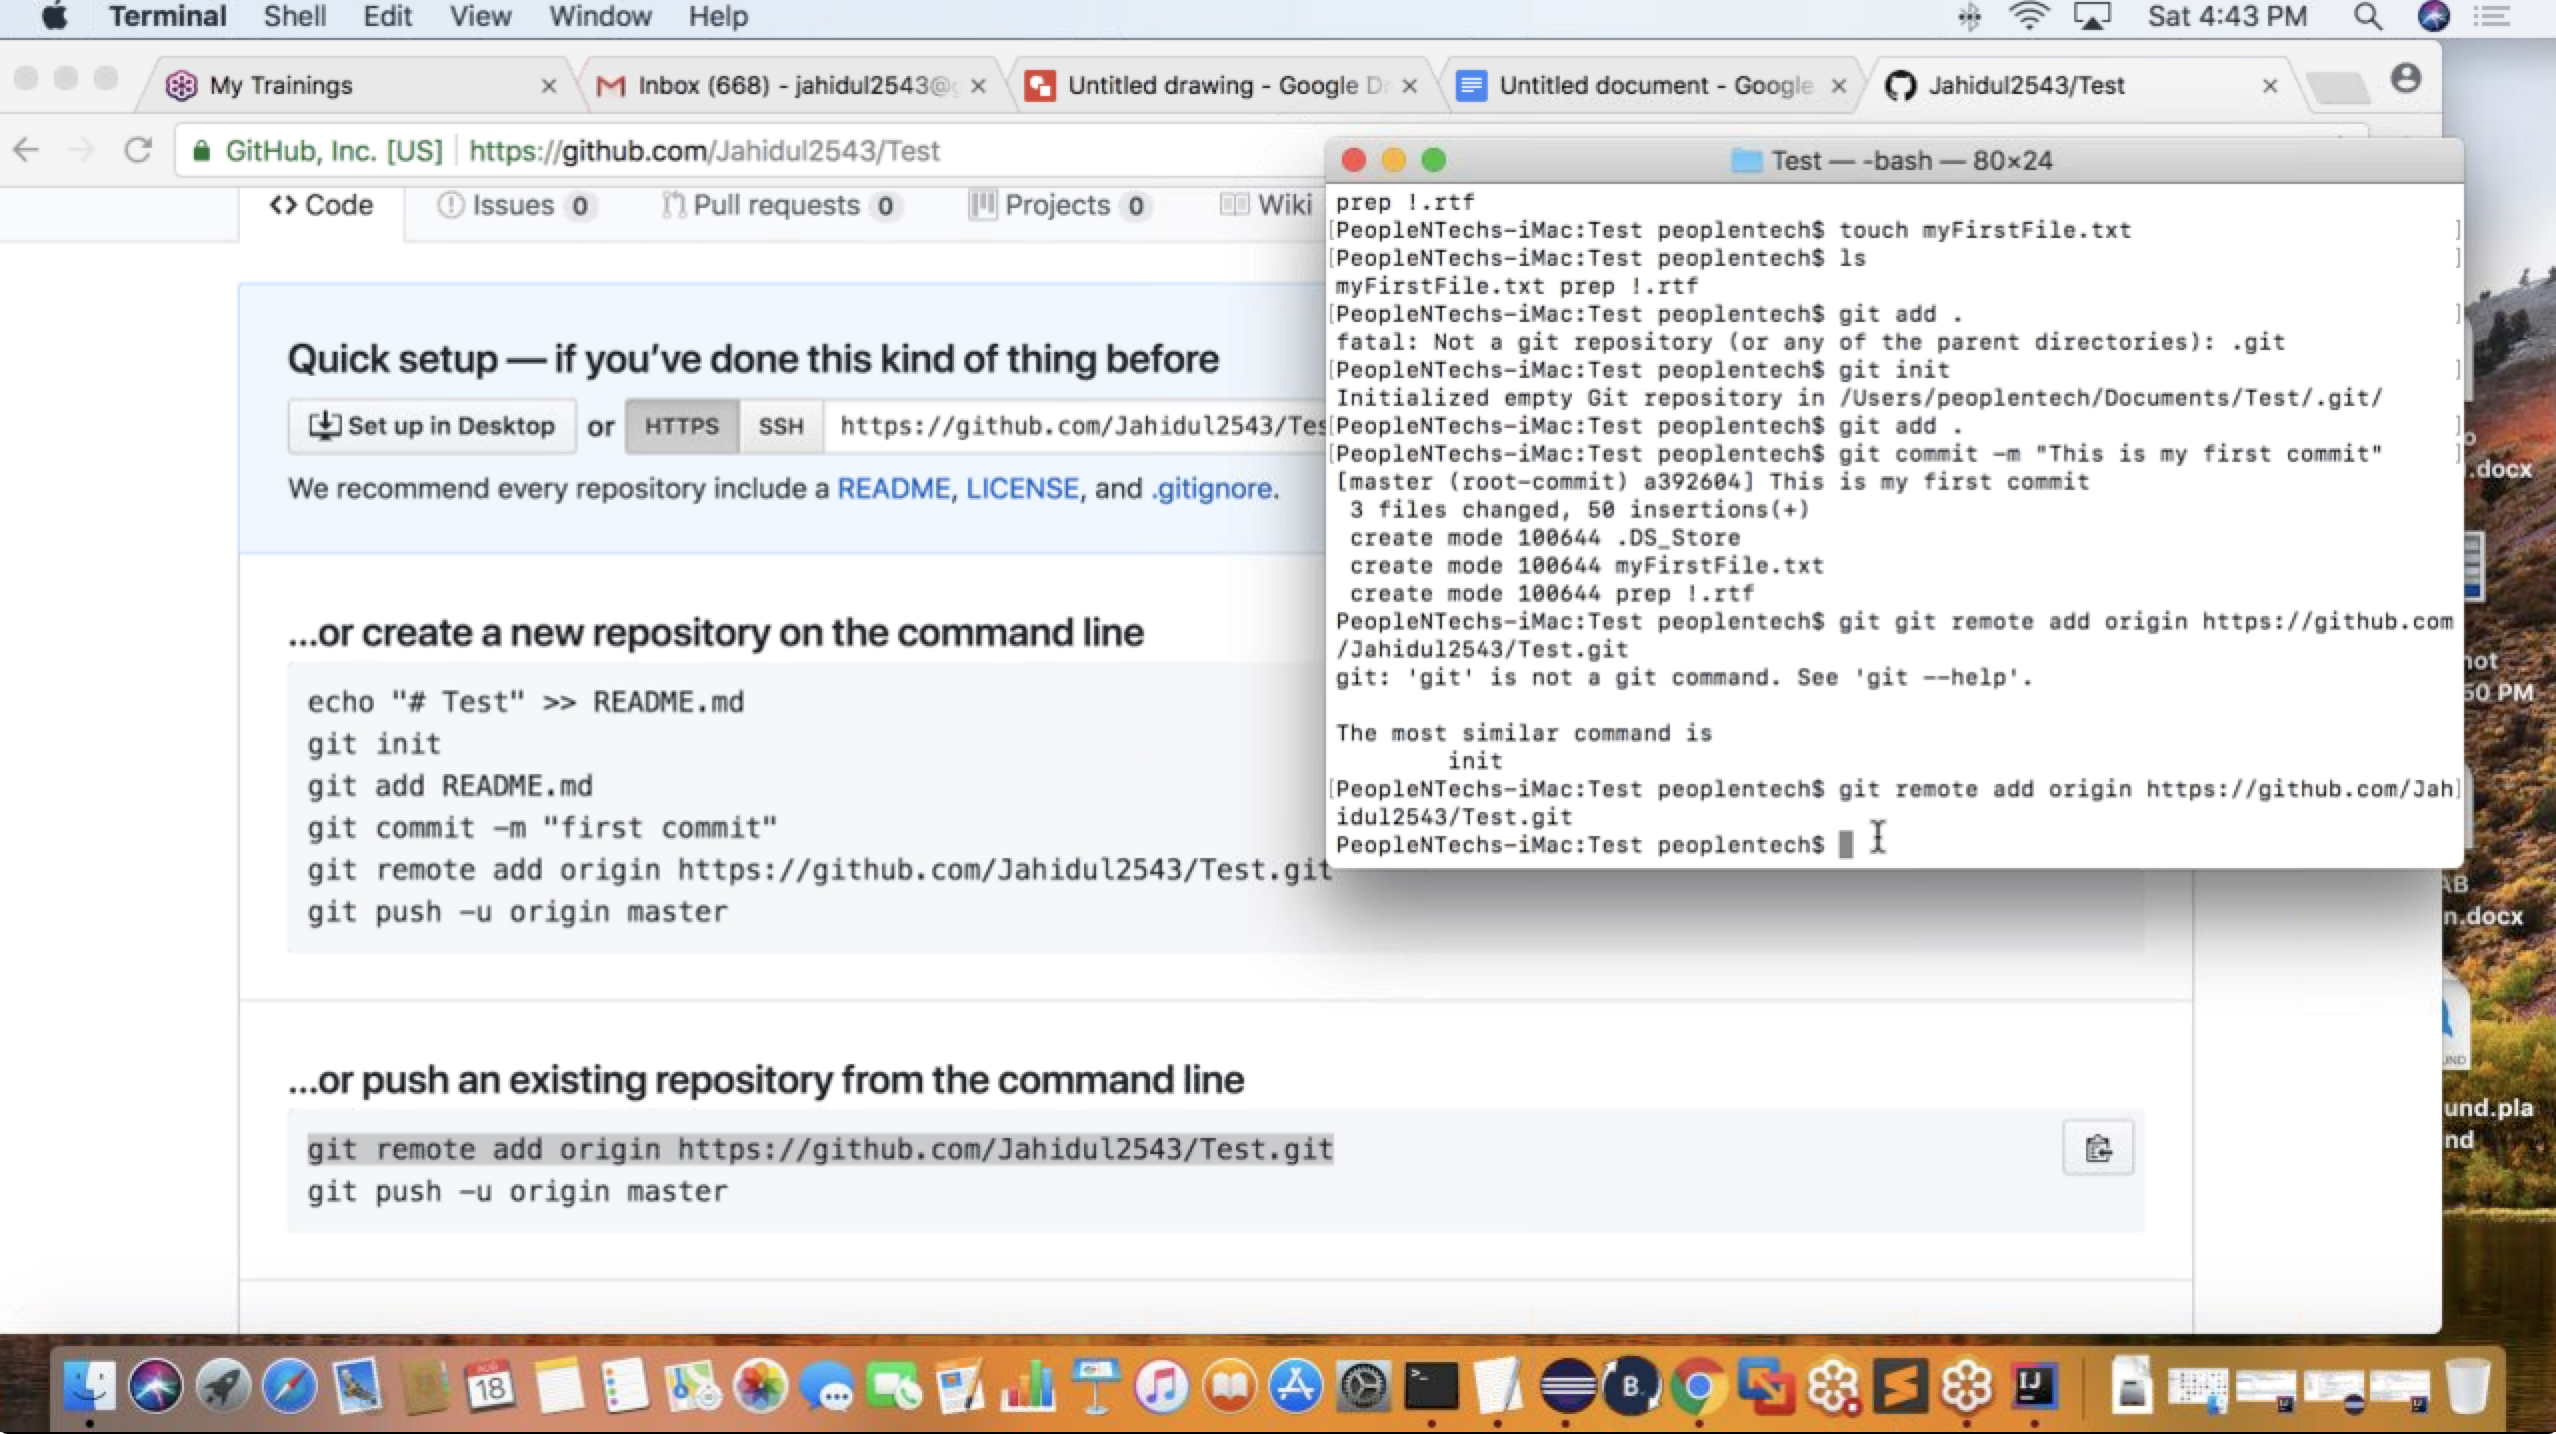 Terminal Shell Edit View Window Help Sat 4:43 PM
My Trainings
Inbox (668) - jahidul2543@
Untitled drawing - Google D
Untitled document - Google
Jahidul2543/Test
GitHub, Inc. [US] https://github.com/Jahidul2543/Test
<> Code Issues 0 Pull requests 0 Projects 0 Wiki
Quick setup — if you've done this kind of thing before
Set up in Desktop or HTTPS SSH https://github.com/Jahidul2543/Tes
We recommend every repository include a README, LICENSE, and .gitignore.
...or create a new repository on the command line
echo "# Test" >> README.md
git init
git add README.md
git commit -m "first commit"
git remote add origin https://github.com/Jahidul2543/Test.git
git push -u origin master
...or push an existing repository from the command line
git remote add origin https://github.com/Jahidul2543/Test.git
git push -u origin master
Test — -bash — 80×24
prep !.rtf
[PeopleNTechs-iMac:Test peoplentech$ touch myFirstFile.txt ]
[PeopleNTechs-iMac:Test peoplentech$ ls ]
myFirstFile.txt prep !.rtf
[PeopleNTechs-iMac:Test peoplentech$ git add . ]
fatal: Not a git repository (or any of the parent directories): .git
[PeopleNTechs-iMac:Test peoplentech$ git init ]
Initialized empty Git repository in /Users/peoplentech/Documents/Test/.git/
[PeopleNTechs-iMac:Test peoplentech$ git add . ]
[PeopleNTechs-iMac:Test peoplentech$ git commit -m "This is my first commit" ]
[master (root-commit) a392604] This is my first commit
3 files changed, 50 insertions(+)
create mode 100644 .DS_Store
create mode 100644 myFirstFile.txt
create mode 100644 prep !.rtf
PeopleNTechs-iMac:Test peoplentech$ git git remote add origin https://github.com
/Jahidul2543/Test.git
git: 'git' is not a git command. See 'git --help'.
The most similar command is
init
[PeopleNTechs-iMac:Test peoplentech$ git remote add origin https://github.com/Jah]
idul2543/Test.git
PeopleNTechs-iMac:Test peoplentech$
.docx
50 PM
AB
n.docx
und.pla
nd
AUG
18
B
IJ